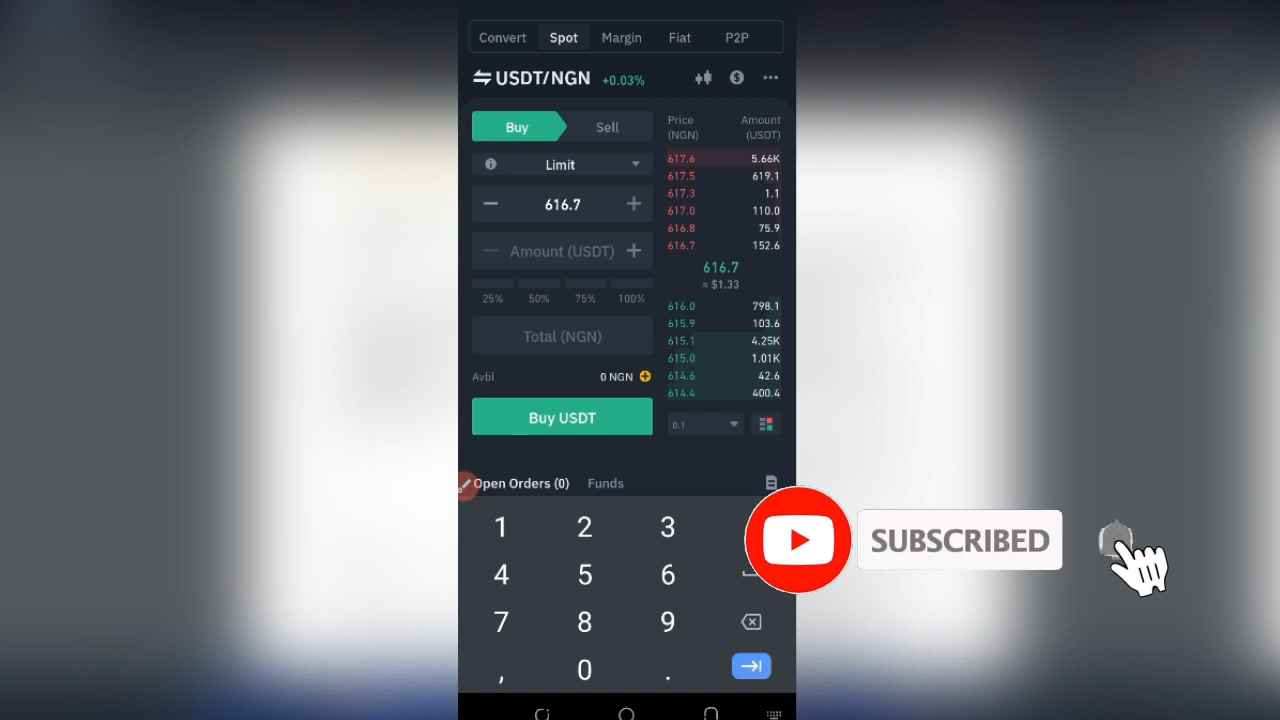 Convert Spot Margin Fiat P2P
USDT/NGN +0.03%
Buy Sell
Limit
616.7
Amount (USDT)
25% 50% 75% 100%
Total (NGN)
Avbl 0 NGN
Buy USDT
Price Amount
(NGN) (USDT)
617.6 5.66K
617.5 619.1
617.3 1.1
617.0 110.0
616.8 75.9
616.7 152.6
616.7
≈ $1.33
616.0 798.1
615.9 103.6
615.1 4.25K
615.0 1.01K
614.6 42.6
614.4 400.4
0.1
Open Orders (0) Funds
1 2 3
4 5 6
7 8 9
, 0 .
SUBSCRIBED